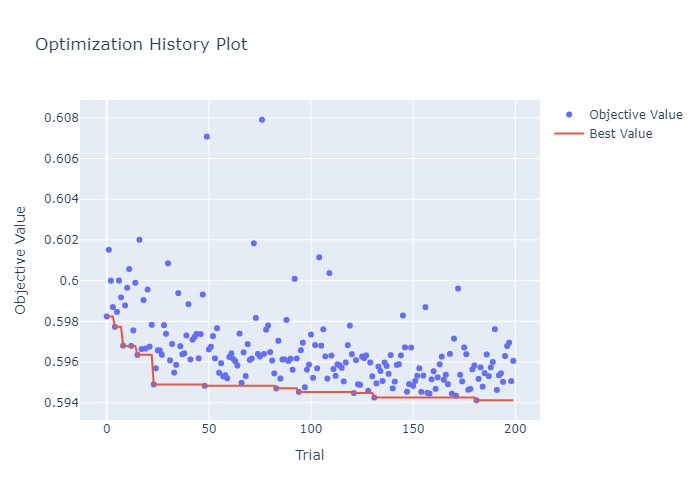 Optimization History Plot
Objective Value
Best Value
0.608
0.606
0.604
0.602
0.6
0.598
0.596
0.594
Objective Value
0
50
100
150
200
Trial